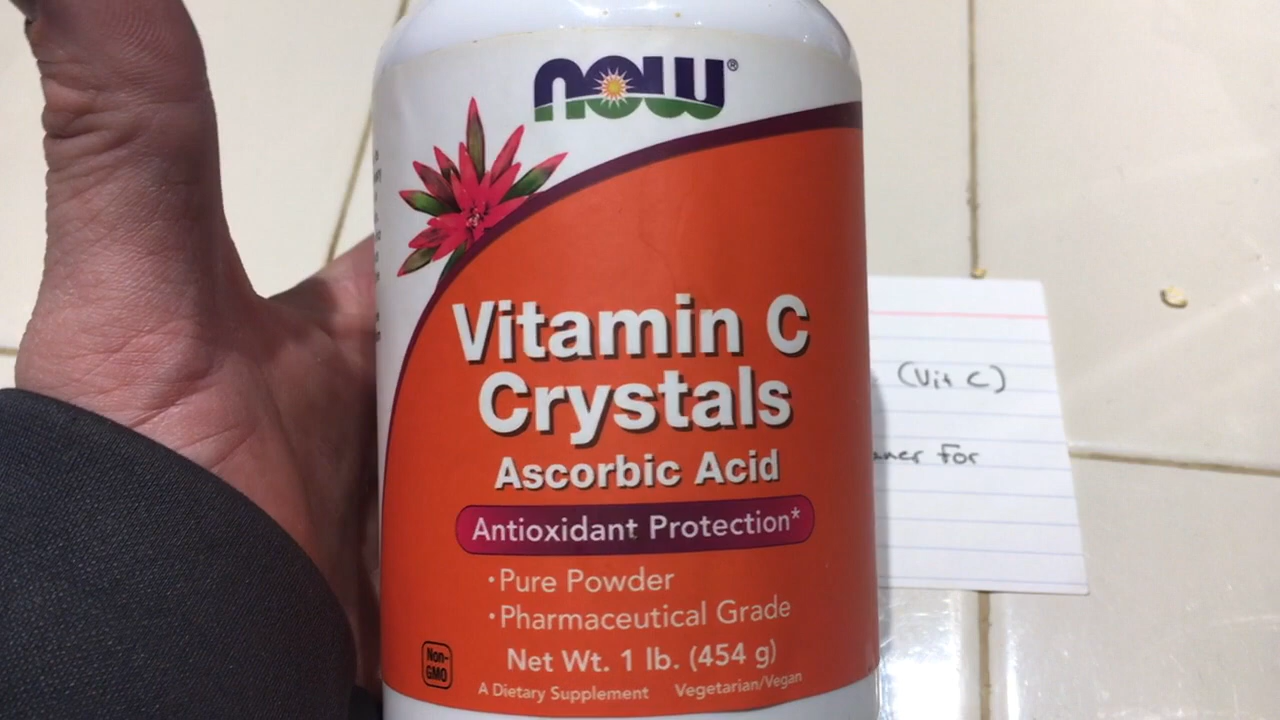 NOW®
Vitamin C
Crystals
Ascorbic Acid
Antioxidant Protection*
•Pure Powder
•Pharmaceutical Grade
Net Wt. 1 lb. (454 g)
Non-
GMO
A Dietary Supplement Vegetarian/Vegan
(Vit C)
For